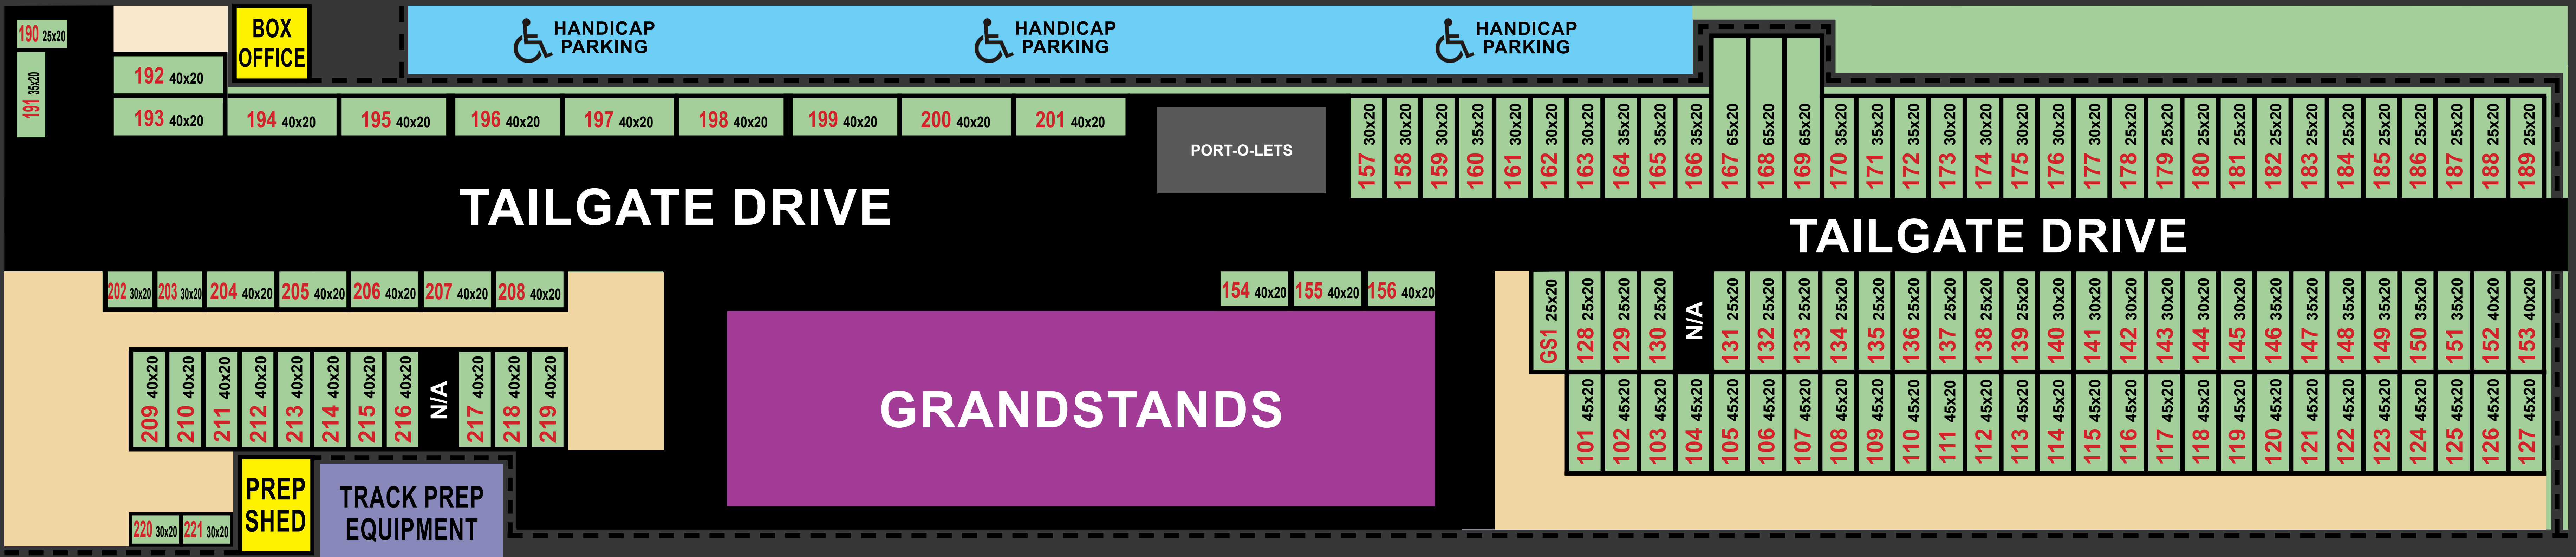 190 25x20
191 35x20
192 40x20
BOX
OFFICE
HANDICAP
PARKING
HANDICAP
PARKING
HANDICAP
PARKING
193 40x20
194 40x20
195 40x20
196 40x20
197 40x20
198 40x20
199 40x20
200 40x20
201 40x20
PORT-O-LETS
157 30x20
158 30x20
159 30x20
160 35x20
161 30x20
162 30x20
163 30x20
164 35x20
165 35x20
166 35x20
167 65x20
168 65x20
169 65x20
170 35x20
171 35x20
172 35x20
173 30x20
174 30x20
175 30x20
176 30x20
177 30x20
178 25x20
179 25x20
180 25x20
181 25x20
182 25x20
183 25x20
184 25x20
185 25x20
186 25x20
187 25x20
188 25x20
189 25x20
TAILGATE DRIVE
TAILGATE DRIVE
202 30x20
203 30x20
204 40x20
205 40x20
206 40x20
207 40x20
208 40x20
154 40x20
155 40x20
156 40x20
GS1 25x20
128 25x20
129 25x20
130 25x20
N/A
131 25x20
132 25x20
133 25x20
134 25x20
135 25x20
136 25x20
137 25x20
138 25x20
139 25x20
140 30x20
141 30x20
142 30x20
143 30x20
144 30x20
145 30x20
146 35x20
147 35x20
148 35x20
149 35x20
150 35x20
151 35x20
152 40x20
153 40x20
209 40x20
210 40x20
211 40x20
212 40x20
213 40x20
214 40x20
215 40x20
216 40x20
N/A
217 40x20
218 40x20
219 40x20
GRANDSTANDS
101 45x20
102 45x20
103 45x20
104 45x20
105 45x20
106 45x20
107 45x20
108 45x20
109 45x20
110 45x20
111 45x20
112 45x20
113 45x20
114 45x20
115 45x20
116 45x20
117 45x20
118 45x20
119 45x20
120 45x20
121 45x20
122 45x20
123 45x20
124 45x20
125 45x20
126 45x20
127 45x20
PREP
SHED
TRACK PREP
EQUIPMENT
220 30x20
221 30x20